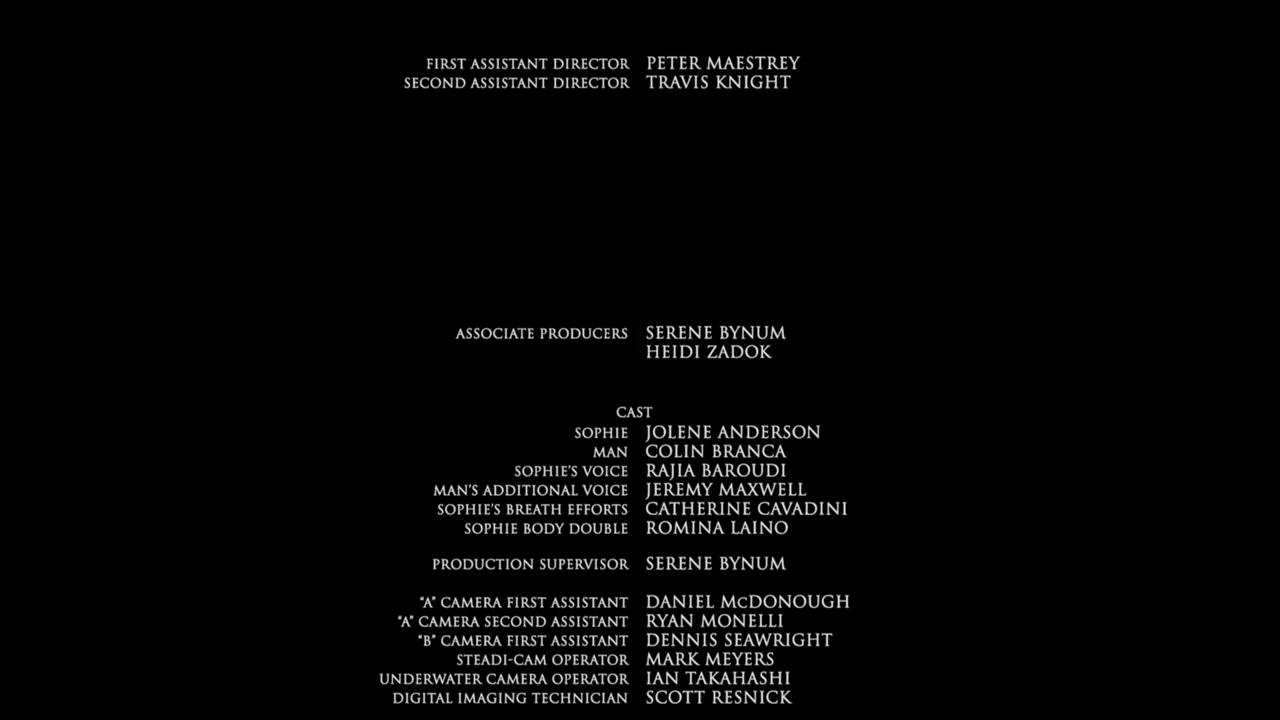 FIRST ASSISTANT DIRECTOR PETER MAESTREY
SECOND ASSISTANT DIRECTOR TRAVIS KNIGHT
ASSOCIATE PRODUCERS SERENE BYNUM
HEIDI ZADOK
CAST
SOPHIE JOLENE ANDERSON
MAN COLIN BRANCA
SOPHIE'S VOICE RAJIA BAROUDI
MAN'S ADDITIONAL VOICE JEREMY MAXWELL
SOPHIE'S BREATH EFFORTS CATHERINE CAVADINI
SOPHIE BODY DOUBLE ROMINA LAINO
PRODUCTION SUPERVISOR SERENE BYNUM
"A" CAMERA FIRST ASSISTANT DANIEL McDONOUGH
"A" CAMERA SECOND ASSISTANT RYAN MONELLI
"B" CAMERA FIRST ASSISTANT DENNIS SEAWRIGHT
STEADI-CAM OPERATOR MARK MEYERS
UNDERWATER CAMERA OPERATOR IAN TAKAHASHI
DIGITAL IMAGING TECHNICIAN SCOTT RESNICK